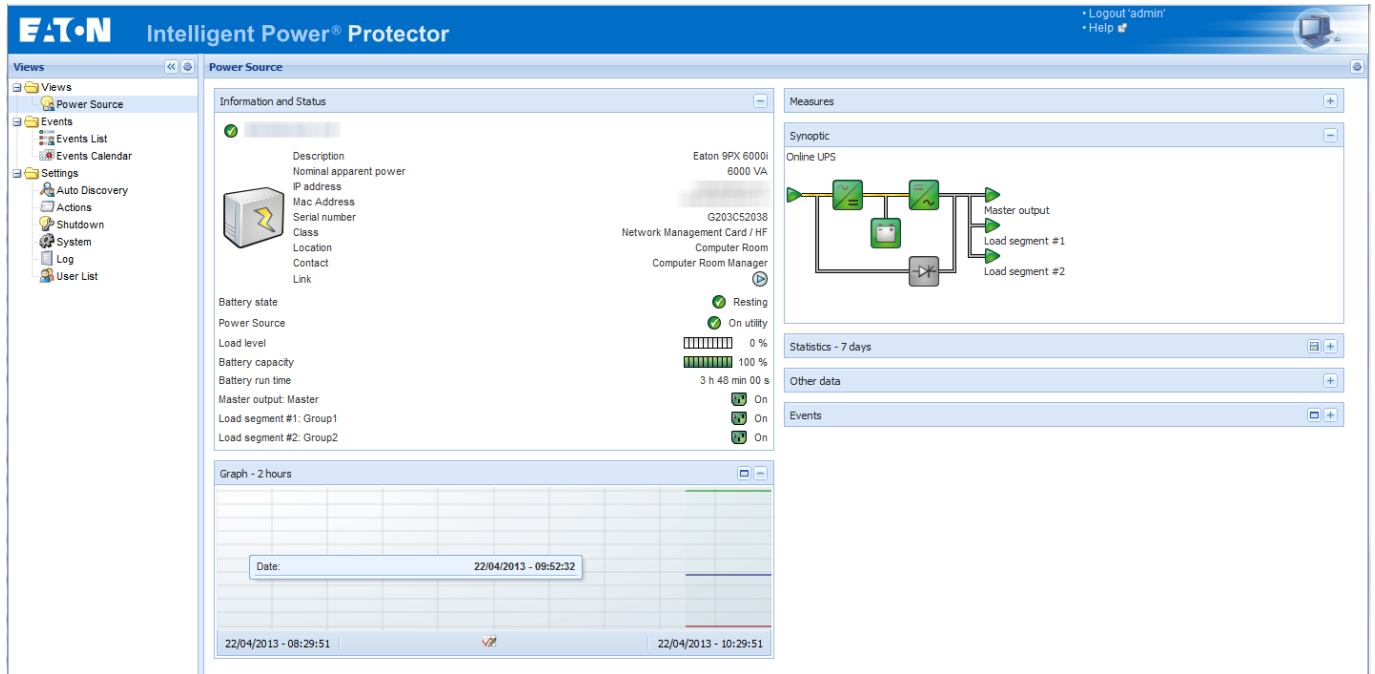 EATON Intelligent Power® Protector
• Logout 'admin'
• Help
Views
Views
Power Source
Events
Events List
Events Calendar
Settings
Auto Discovery
Actions
Shutdown
System
Log
User List
Power Source
Information and Status
Description Eaton 9PX 6000i
Nominal apparent power 6000 VA
IP address
Mac Address
Serial number G203C52038
Class Network Management Card / HF
Location Computer Room
Contact Computer Room Manager
Link
Battery state Resting
Power Source On utility
Load level 0 %
Battery capacity 100 %
Battery run time 3 h 48 min 00 s
Master output: Master On
Load segment #1: Group1 On
Load segment #2: Group2 On
Graph - 2 hours
Date: 22/04/2013 - 09:52:32
22/04/2013 - 08:29:51 22/04/2013 - 10:29:51
Measures
Synoptic
Online UPS
Master output
Load segment #1
Load segment #2
Statistics - 7 days
Other data
Events